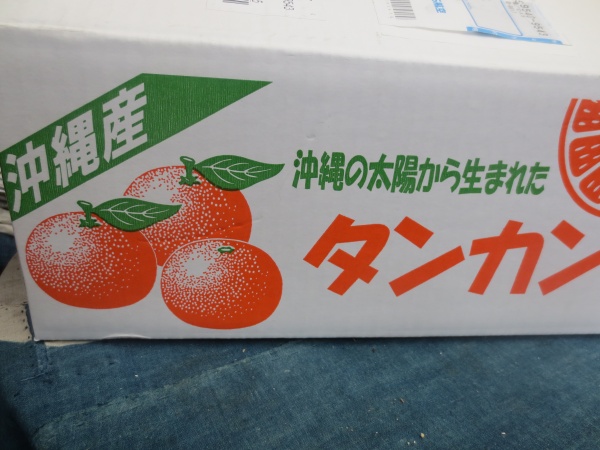 沖縄産
沖縄の太陽から生まれた
タンカン